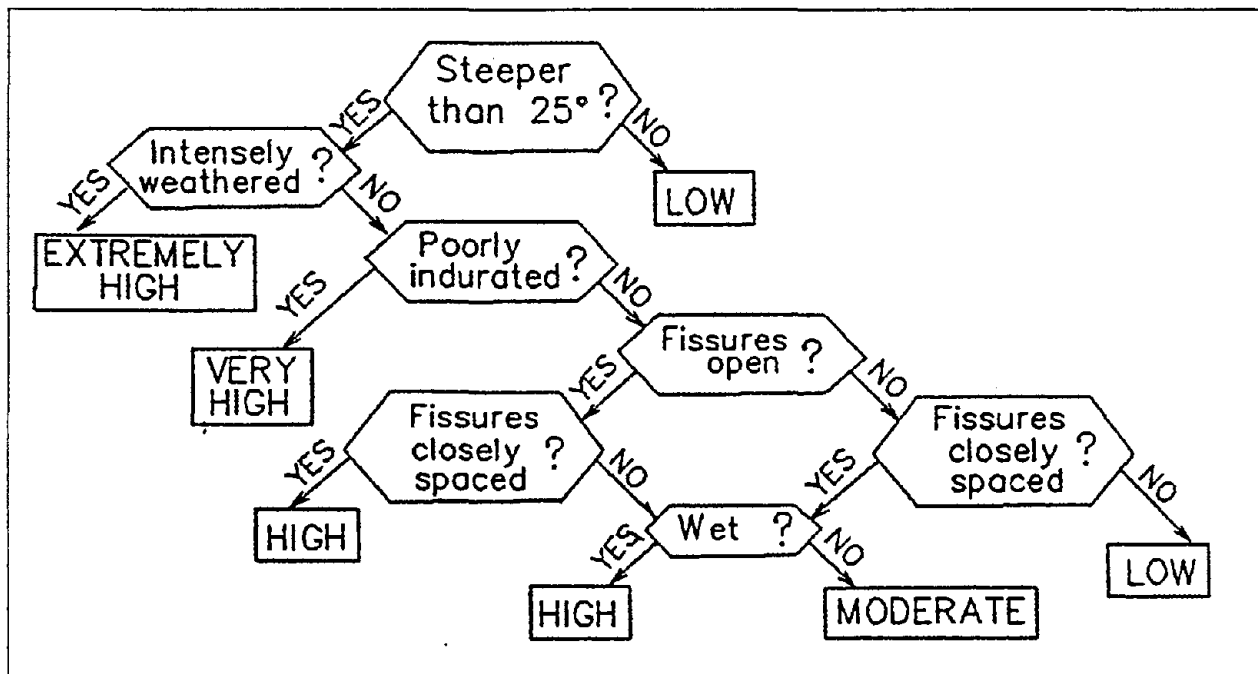 Steeper
than 25° ?
YES
NO
Intensely
weathered ?
YES
NO
LOW
EXTREMELY
HIGH
Poorly
indurated ?
YES
NO
VERY
HIGH
Fissures
open ?
YES
NO
Fissures
closely
spaced ?
YES
NO
Fissures
closely
spaced ?
YES
NO
HIGH
Wet ?
YES
NO
LOW
HIGH
MODERATE